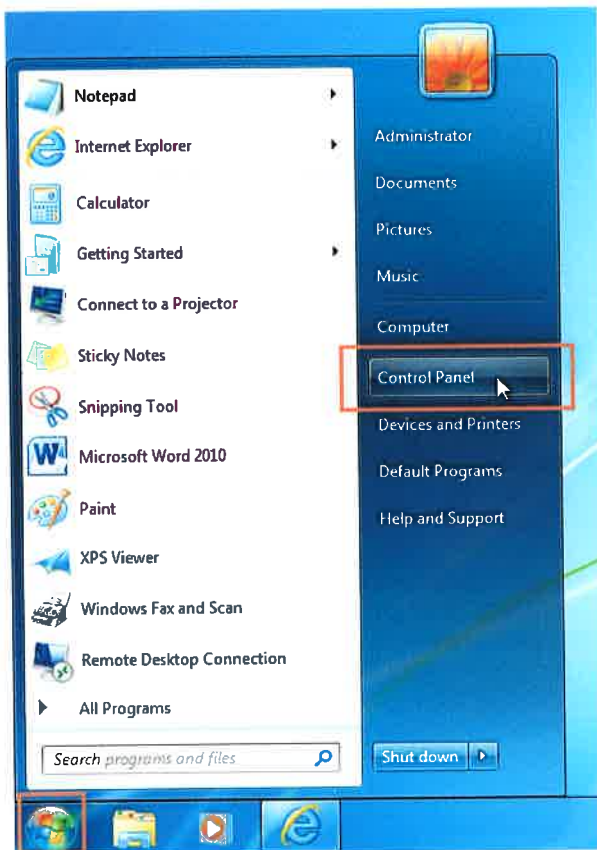 Notepad
Internet Explorer
Calculator
Getting Started
Connect to a Projector
Sticky Notes
Snipping Tool
Microsoft Word 2010
Paint
XPS Viewer
Windows Fax and Scan
Remote Desktop Connection
All Programs
Search programs and files
Administrator
Documents
Pictures
Music
Computer
Control Panel
Devices and Printers
Default Programs
Help and Support
Shut down